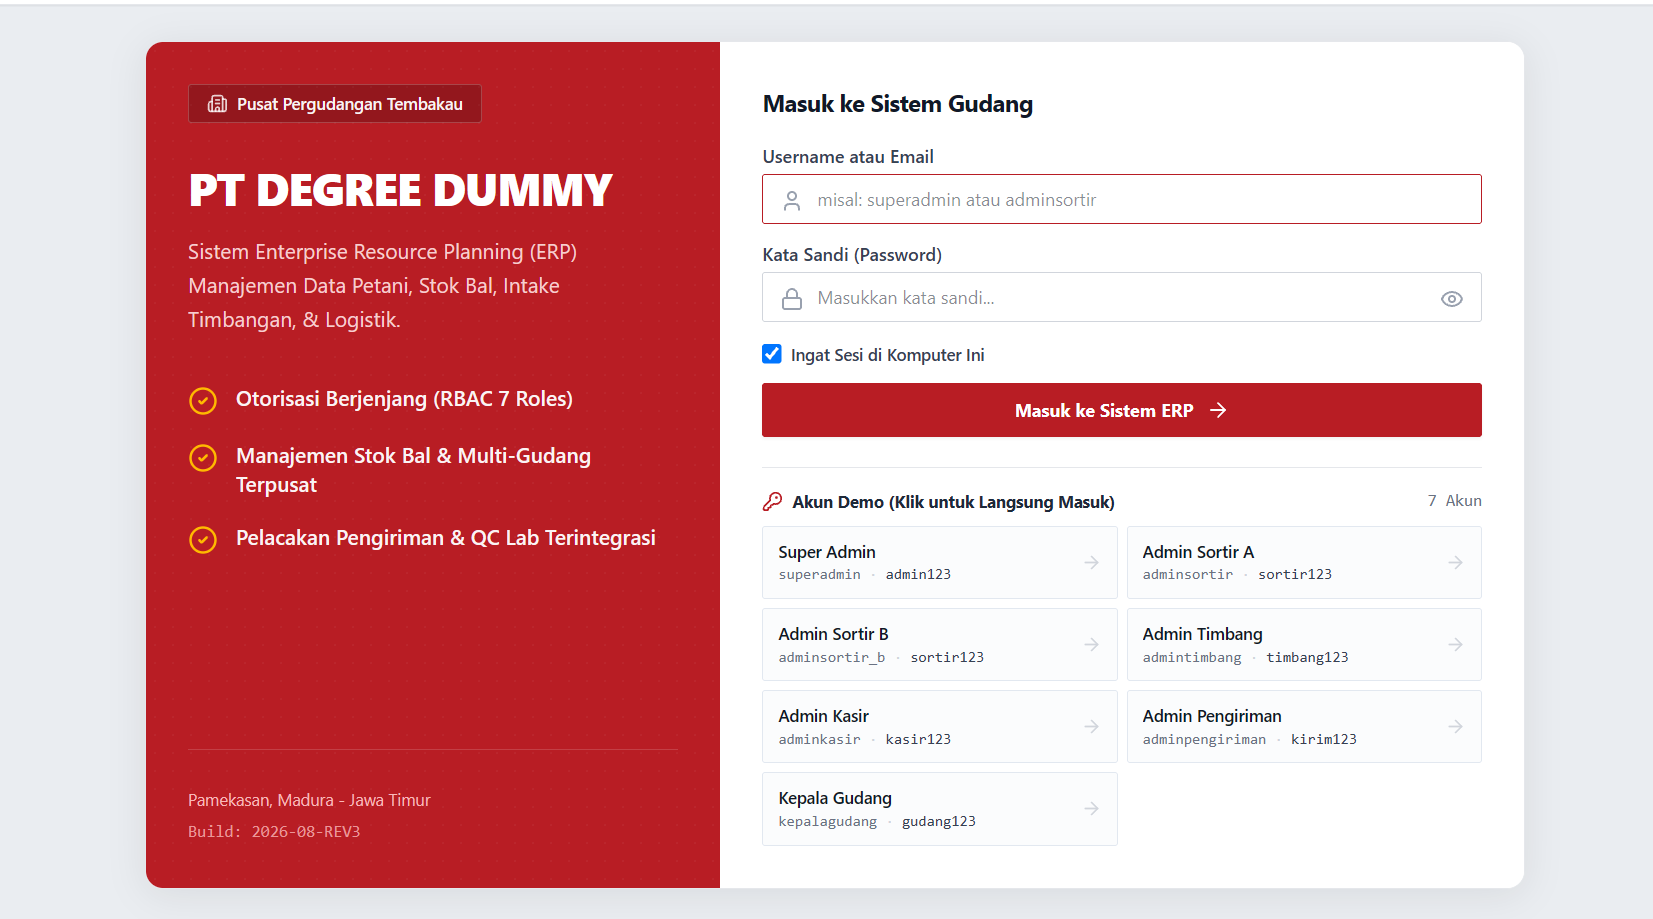 Pusat Pergudangan Tembakau
PT DEGREE DUMMY
Sistem Enterprise Resource Planning (ERP)
Manajemen Data Petani, Stok Bal, Intake
Timbangan, & Logistik.
Otorisasi Berjenjang (RBAC 7 Roles)
Manajemen Stok Bal & Multi-Gudang
Terpusat
Pelacakan Pengiriman & QC Lab Terintegrasi
Pamekasan, Madura - Jawa Timur
Build: 2026-08-REV3
Masuk ke Sistem Gudang
Username atau Email
misal: superadmin atau adminsortir
Kata Sandi (Password)
Masukkan kata sandi...
Ingat Sesi di Komputer Ini
Masuk ke Sistem ERP →
Akun Demo (Klik untuk Langsung Masuk) 7 Akun
Super Admin
superadmin · admin123
Admin Sortir A
adminsortir · sortir123
Admin Sortir B
adminsortir_b · sortir123
Admin Timbang
admintimbang · timbang123
Admin Kasir
adminkasir · kasir123
Admin Pengiriman
adminpengiriman · kirim123
Kepala Gudang
kepalagudang · gudang123